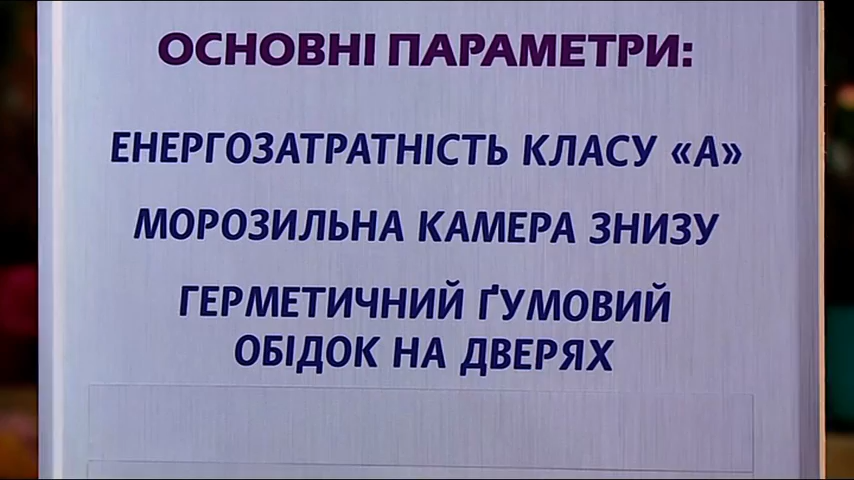 ОСНОВНІ ПАРАМЕТРИ:
ЕНЕРГОЗАТРАТНІСТЬ КЛАСУ «А»
МОРОЗИЛЬНА КАМЕРА ЗНИЗУ
ГЕРМЕТИЧНИЙ ҐУМОВИЙ
ОБІДОК НА ДВЕРЯХ